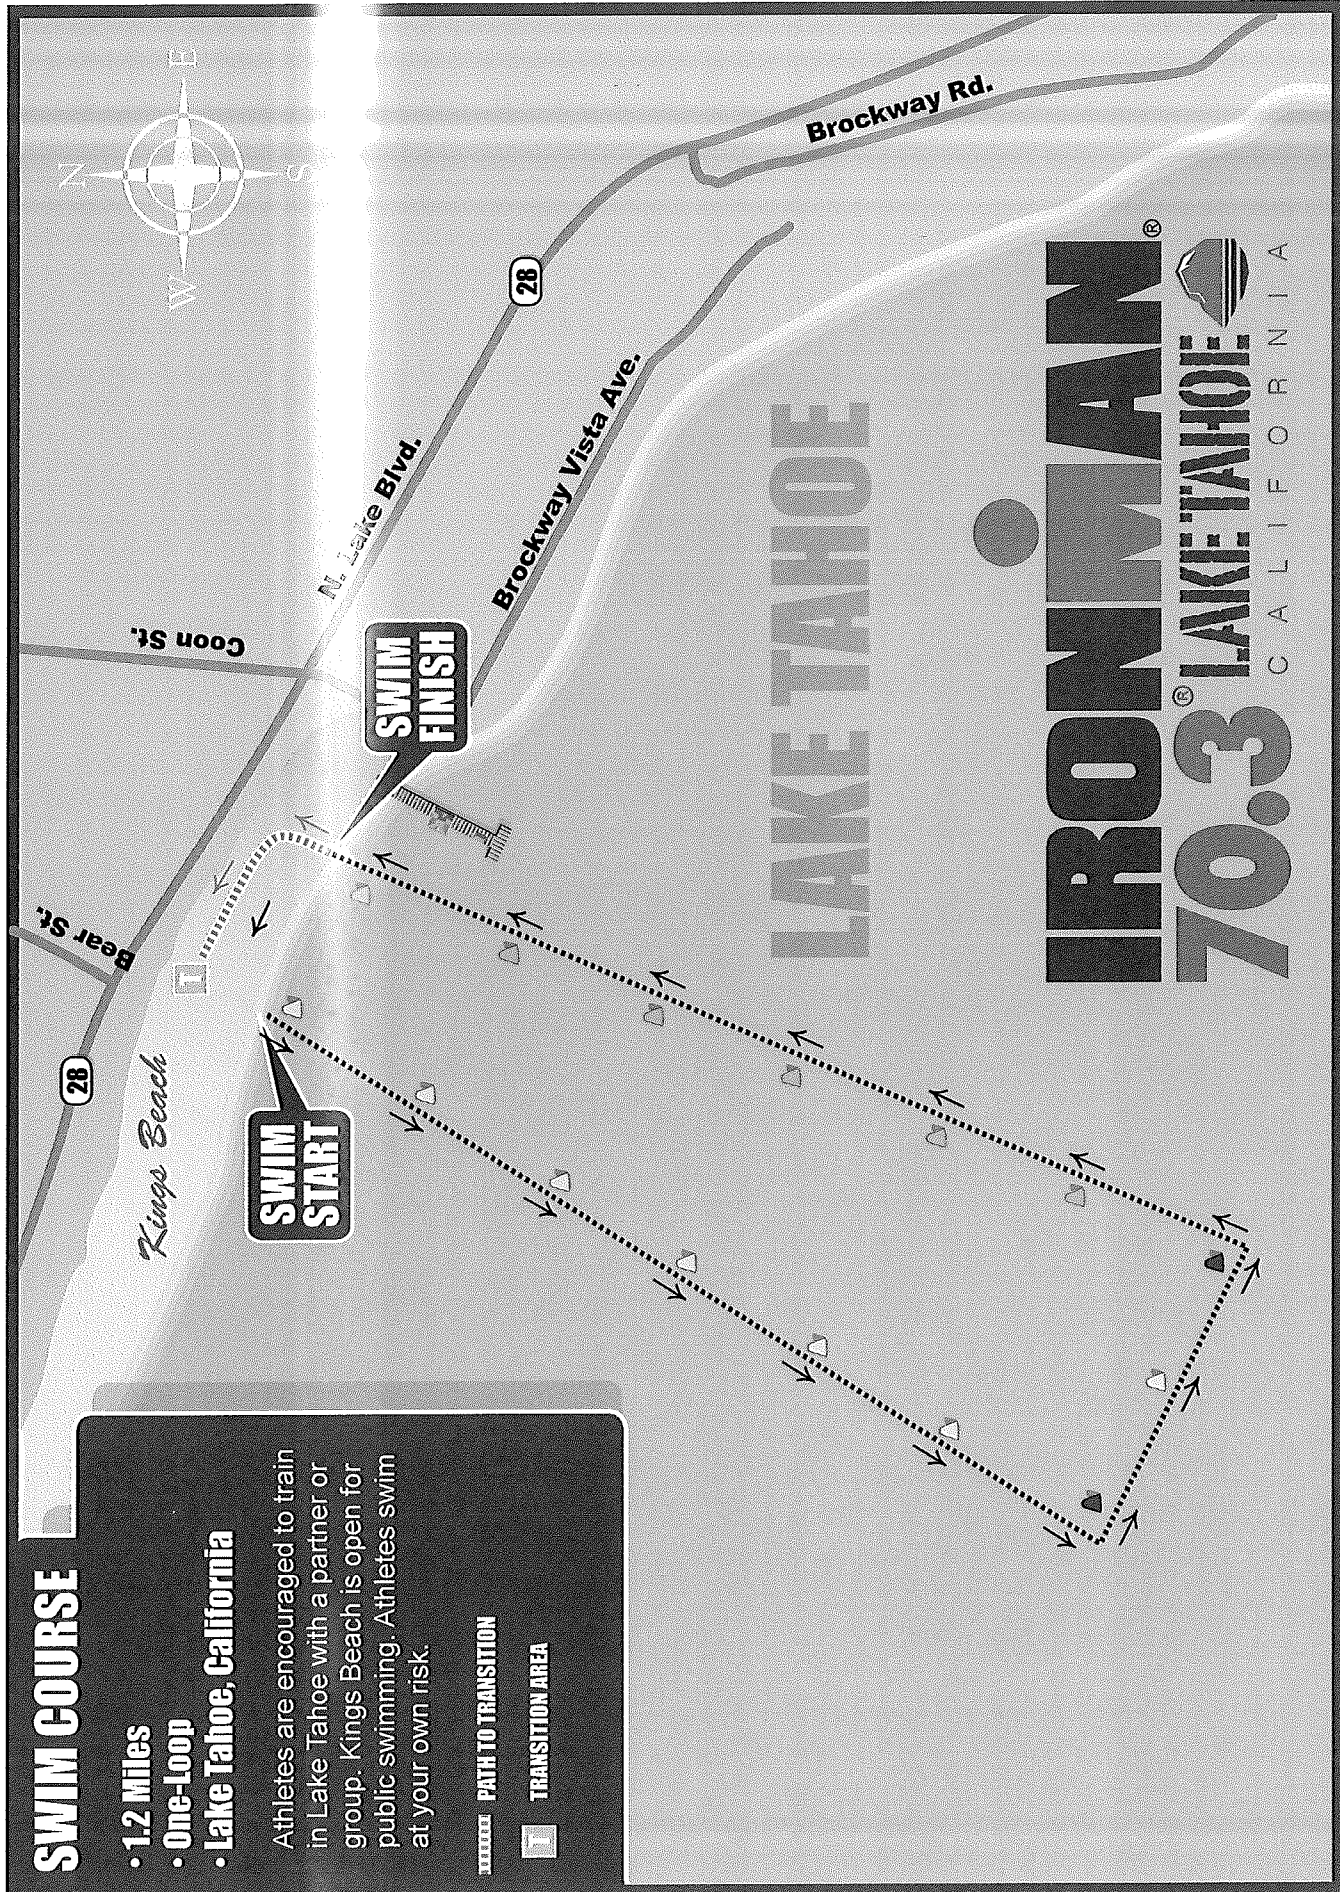 SWIM COURSE
• 1.2 Miles
• One-Loop
• Lake Tahoe, California
Athletes are encouraged to train
in Lake Tahoe with a partner or
group. Kings Beach is open for
public swimming. Athletes swim
at your own risk.
PATH TO TRANSITION
T TRANSITION AREA
N
W E
S
28
Bear St.
Coon St.
N. Lake Blvd.
28
Brockway Vista Ave.
Brockway Rd.
Kings Beach
T
SWIM
START
SWIM
FINISH
LAKE TAHOE
IRONMAN®
70.3® LAKE TAHOE
CALIFORNIA